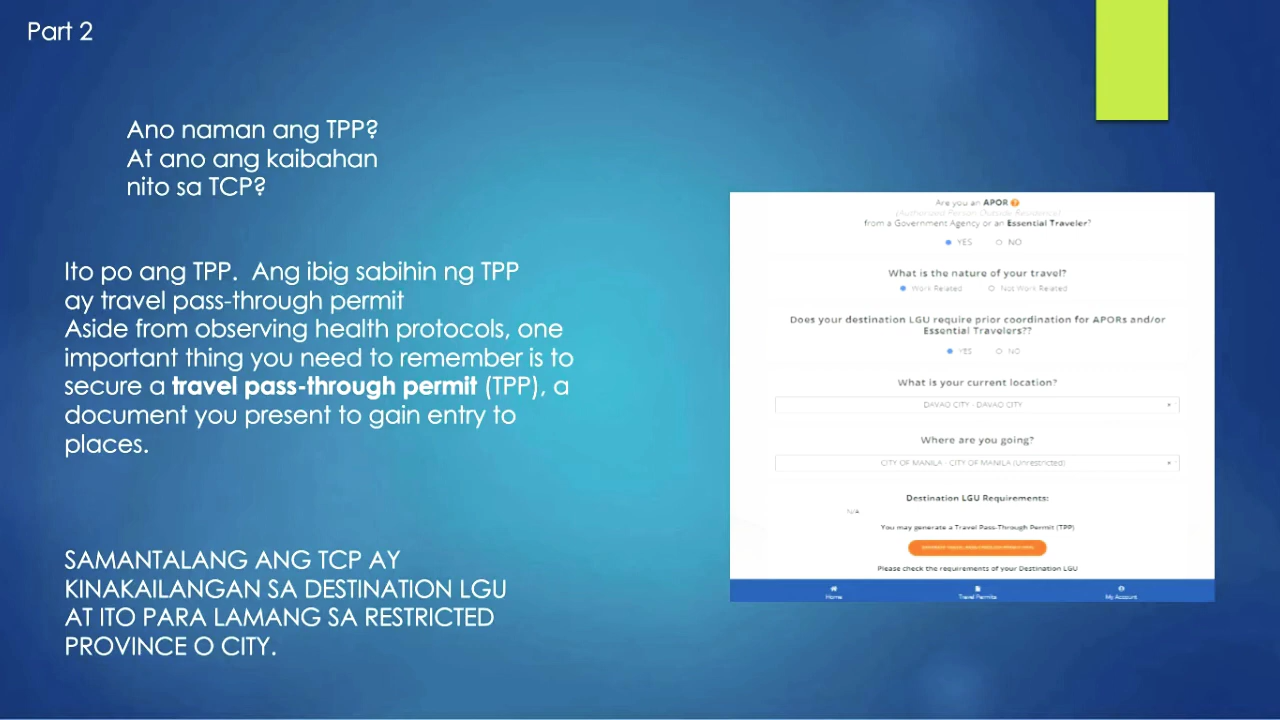 Part 2
Ano naman ang TPP?
At ano ang kaibahan
nito sa TCP?
Ito po ang TPP. Ang ibig sabihin ng TPP
ay travel pass-through permit
Aside from observing health protocols, one
important thing you need to remember is to
secure a travel pass-through permit (TPP), a
document you present to gain entry to
places.
SAMANTALANG ANG TCP AY
KINAKAILANGAN SA DESTINATION LGU
AT ITO PARA LAMANG SA RESTRICTED
PROVINCE O CITY.
Are you an APOR
(Authorized Person Outside Residence)
from a Government Agency or an Essential Traveler?
YES NO
What is the nature of your travel?
Work Related Not Work Related
Does your destination LGU require prior coordination for APORs and/or
Essential Travelers??
YES NO
What is your current location?
DAVAO CITY - DAVAO CITY
Where are you going?
CITY OF MANILA - CITY OF MANILA (Unrestricted)
Destination LGU Requirements:
N/A
You may generate a Travel Pass-Through Permit (TPP)
Please check the requirements of your Destination LGU
Home Travel Permits My Account